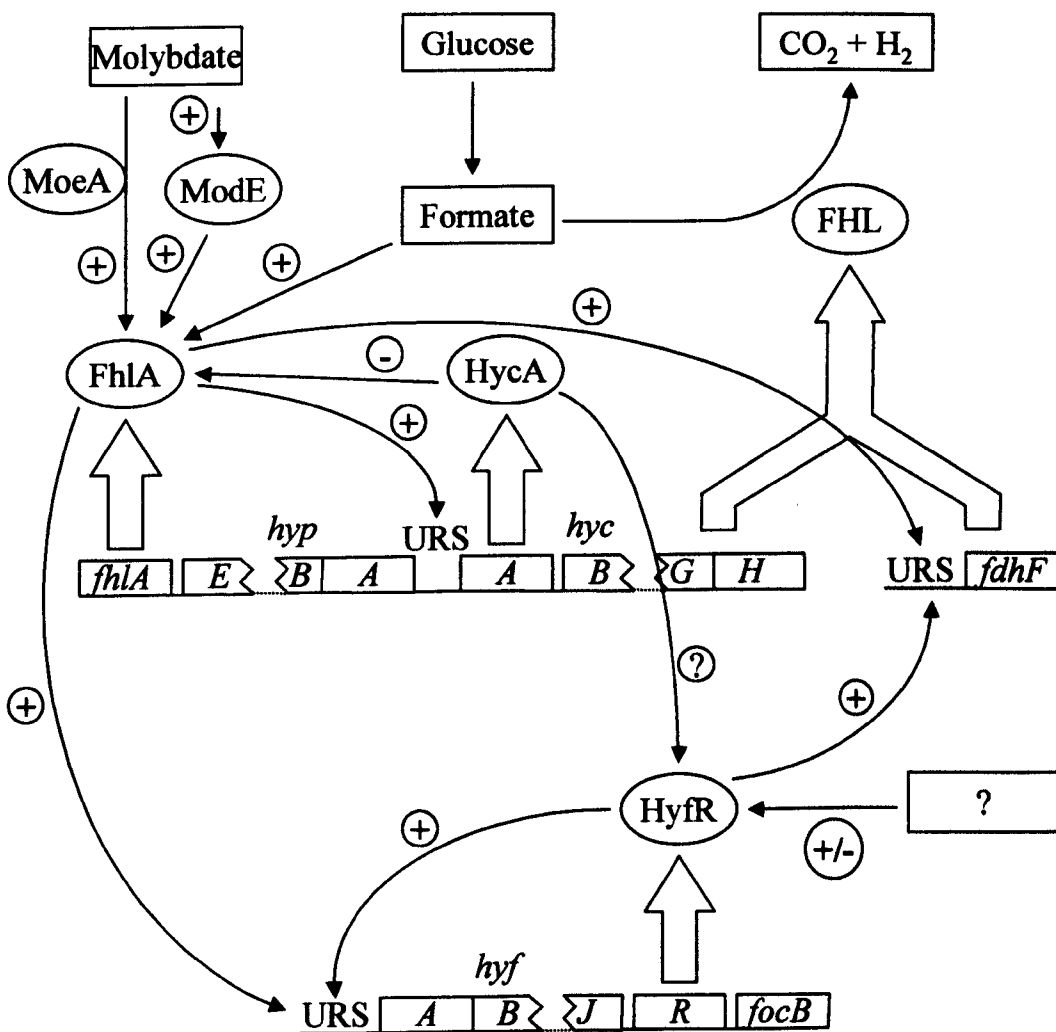 Molybdate
Glucose
CO₂ + H₂
+
MoeA
ModE
Formate
FHL
+
+
+
+
FhlA
-
HycA
+
hyp
URS
hyc
fhlA E B A A B G H
URS fdhF
?
+
+
HyfR
?
+
+/-
hyf
URS A B J R focB